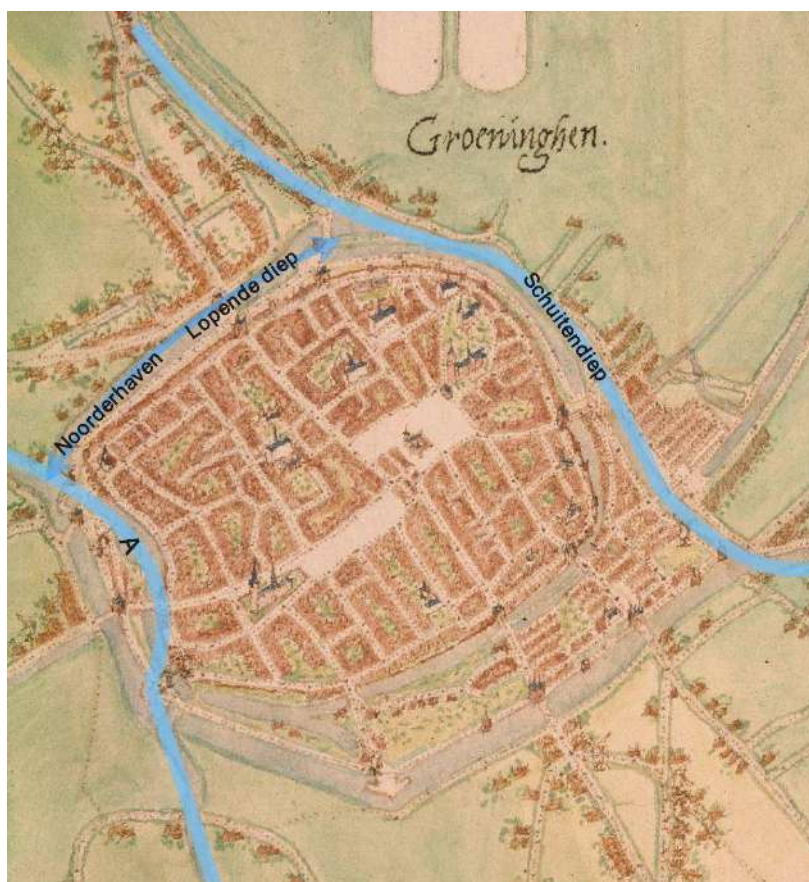 Groeninghen.
Lopende diep
Schuitendiep
Noorderhaven
A